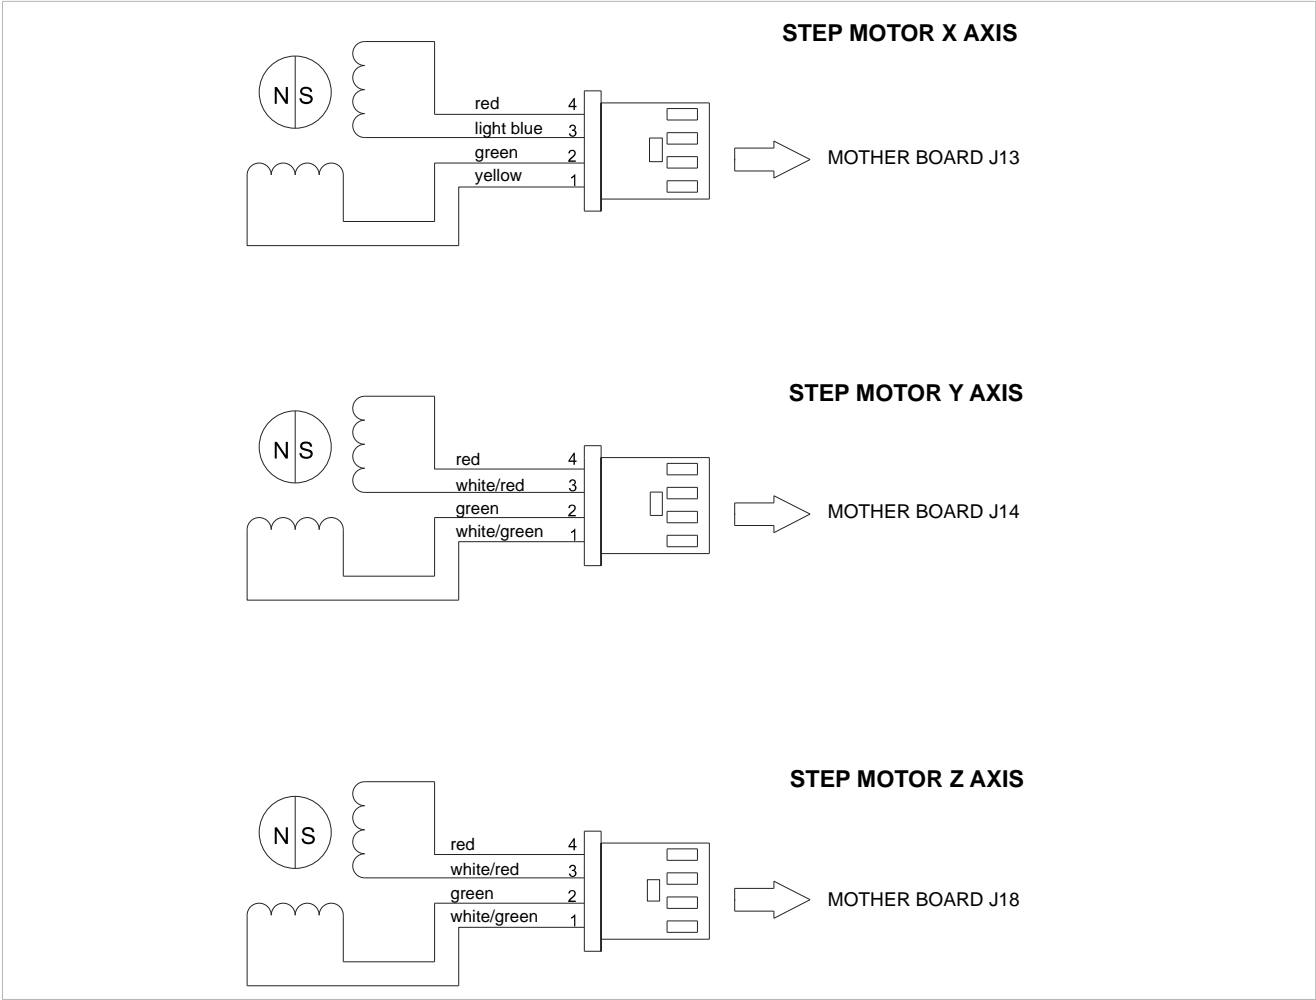 STEP MOTOR X AXIS
N S
red 4
light blue 3
green 2
yellow 1
MOTHER BOARD J13
STEP MOTOR Y AXIS
N S
red 4
white/red 3
green 2
white/green 1
MOTHER BOARD J14
STEP MOTOR Z AXIS
N S
red 4
white/red 3
green 2
white/green 1
MOTHER BOARD J18